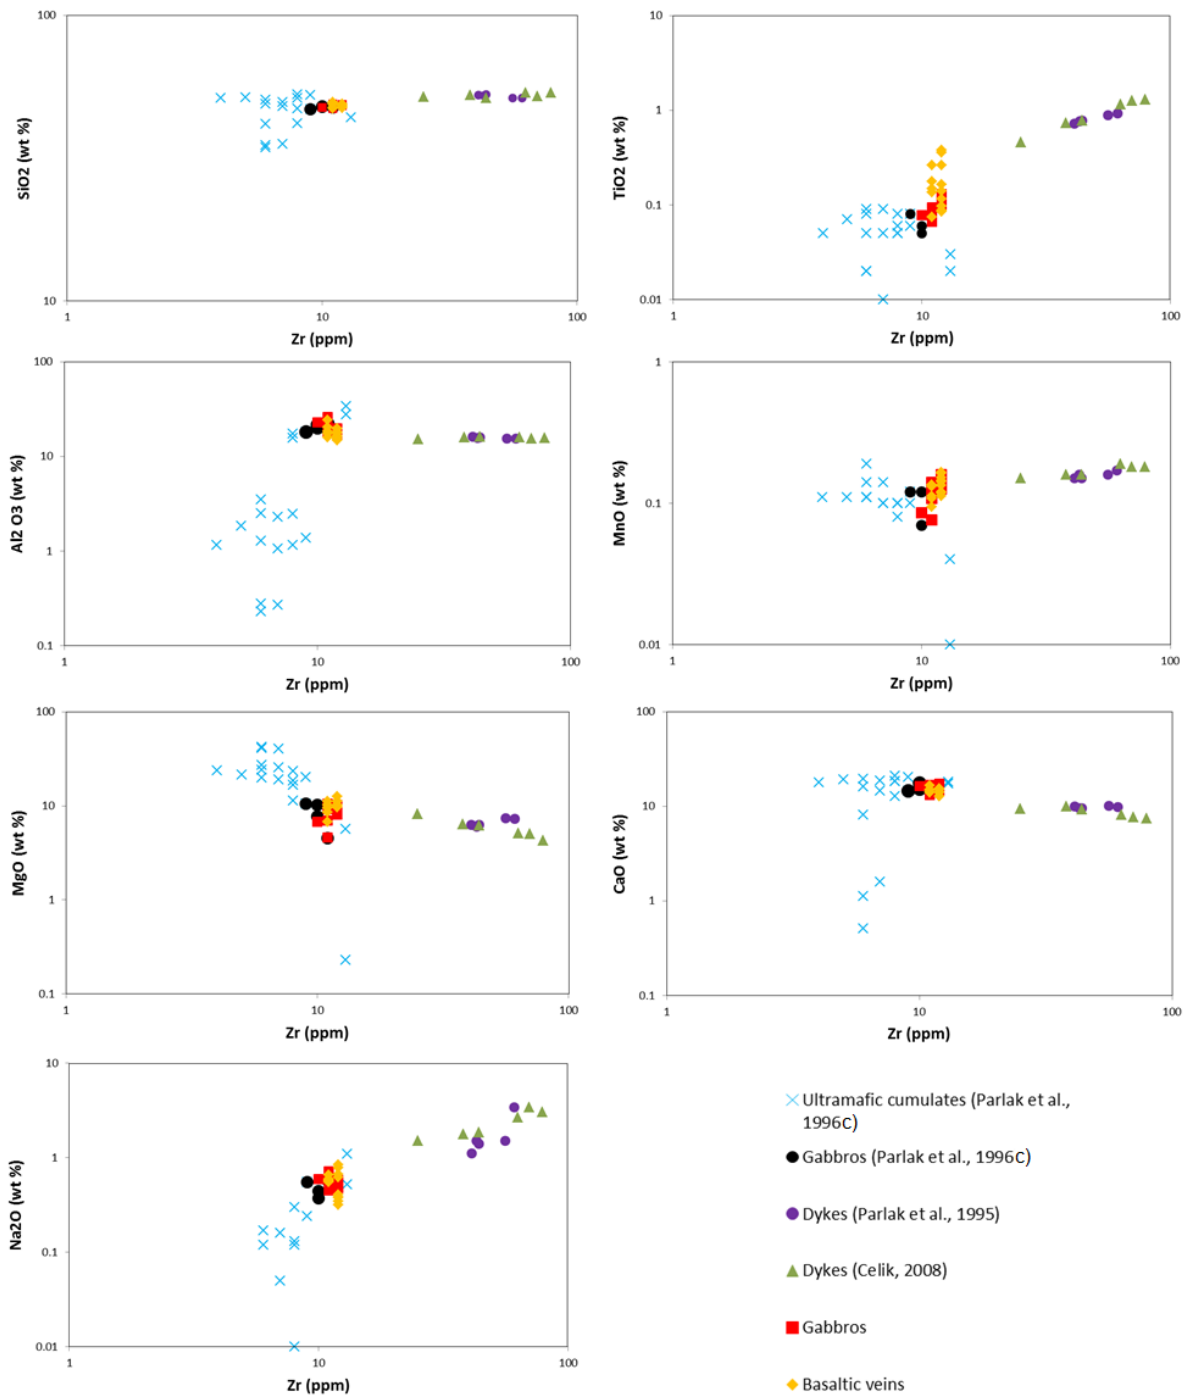 100
10
SiO2 (wt %)
1
10
100
Zr (ppm)
10
1
0.1
0.01
TiO2 (wt %)
1
10
100
Zr (ppm)
100
10
1
0.1
Al2 O3 (wt %)
1
10
100
Zr (ppm)
1
0.1
0.01
MnO (wt %)
1
10
100
Zr (ppm)
100
10
1
0.1
MgO (wt %)
1
10
100
Zr (ppm)
100
10
1
0.1
CaO (wt %)
1
10
100
Zr (ppm)
10
1
0.1
0.01
Na2O (wt %)
1
10
100
Zr (ppm)
Ultramafic cumulates (Parlak et al.,
1996C)
Gabbros (Parlak et al., 1996C)
Dykes (Parlak et al., 1995)
Dykes (Celik, 2008)
Gabbros
Basaltic veins